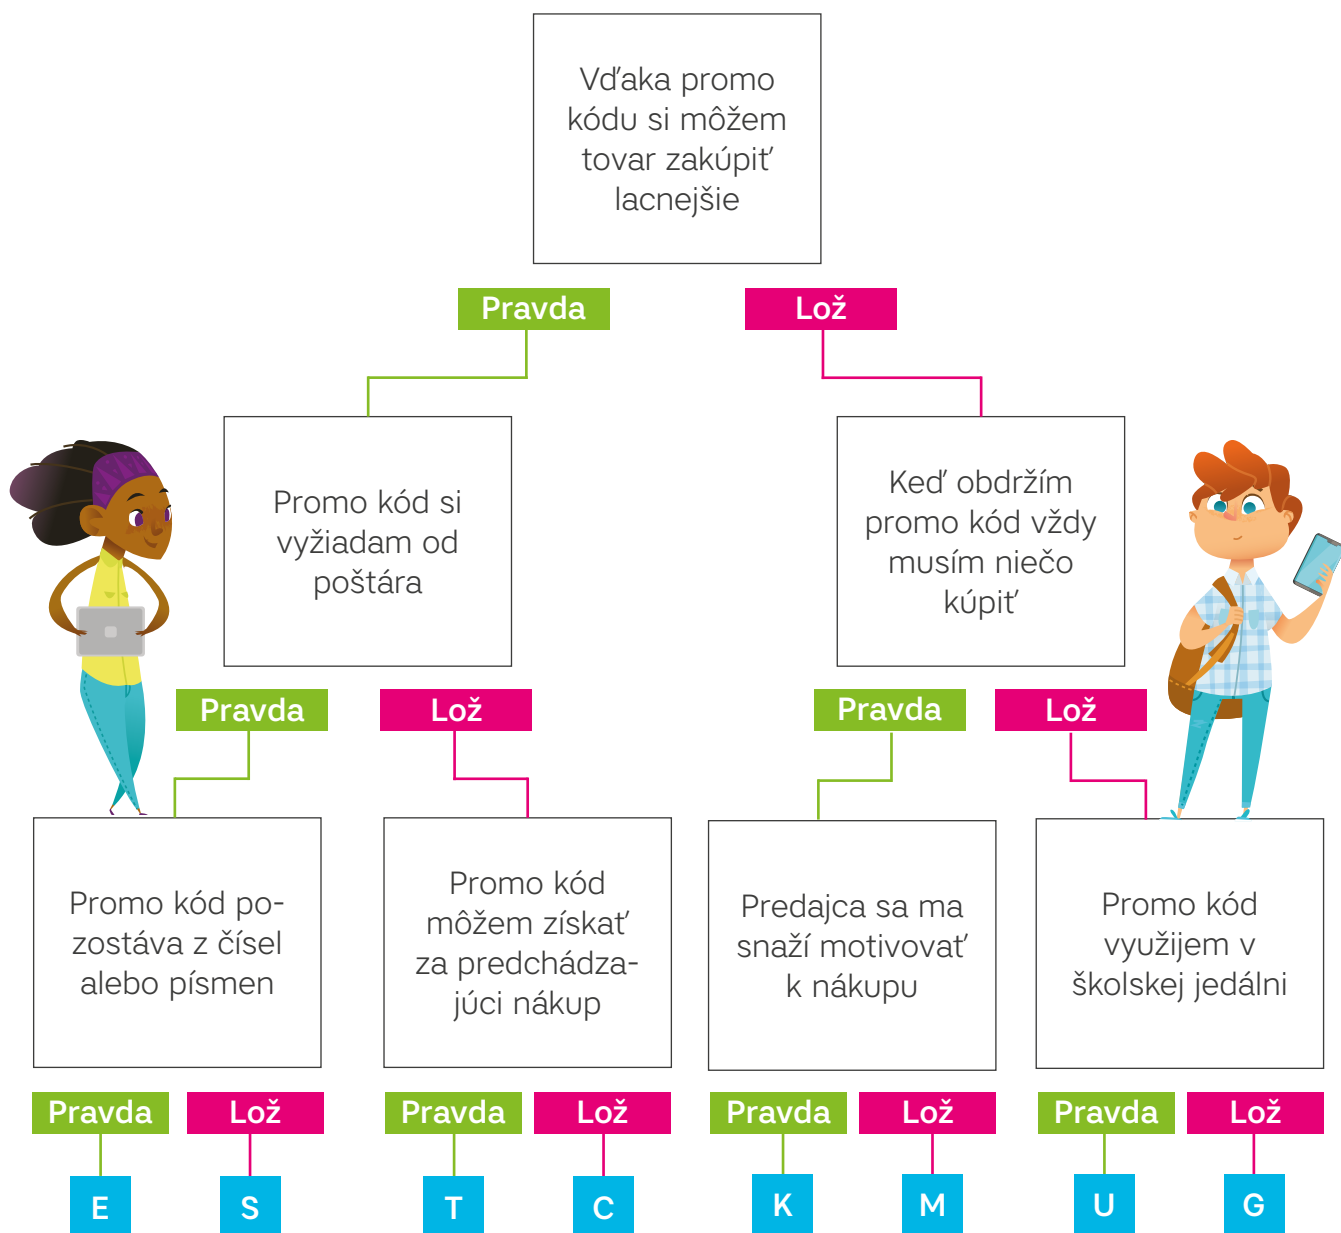 Vďaka promo
kódu si môžem
tovar zakúpiť
lacnejšie
Pravda
Lož
Promo kód si
vyžiadam od
poštára
Keď obdržím
promo kód vždy
musím niečo
kúpiť
Pravda
Lož
Pravda
Lož
Promo kód po-
zostáva z čísel
alebo písmen
Promo kód
môžem získať
za predchádza-
júci nákup
Predajca sa ma
snaží motivovať
k nákupu
Promo kód
využijem v
školskej jedálni
Pravda
Lož
Pravda
Lož
Pravda
Lož
Pravda
Lož
E
S
T
C
K
M
U
G